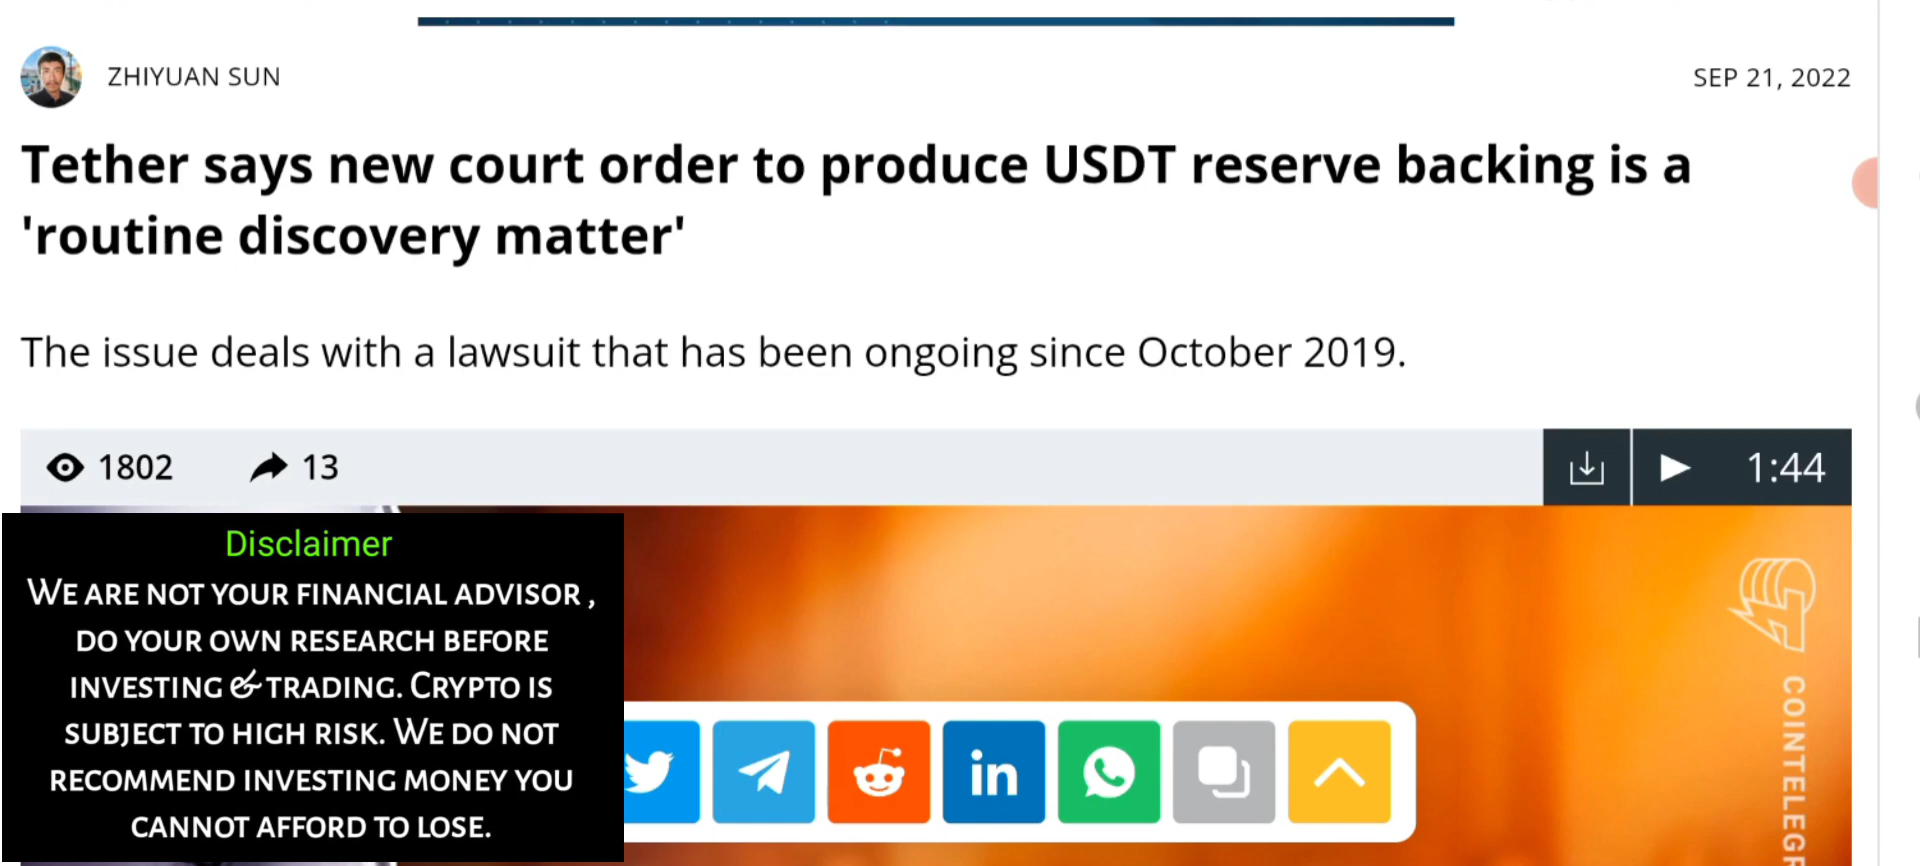 ZHIYUAN SUN
SEP 21, 2022
Tether says new court order to produce USDT reserve backing is a
'routine discovery matter'
The issue deals with a lawsuit that has been ongoing since October 2019.
1802
13
1:44
Disclaimer
WE ARE NOT YOUR FINANCIAL ADVISOR ,
DO YOUR OWN RESEARCH BEFORE
INVESTING & TRADING. CRYPTO IS
SUBJECT TO HIGH RISK. WE DO NOT
RECOMMEND INVESTING MONEY YOU
CANNOT AFFORD TO LOSE.
in
COINTELEGR